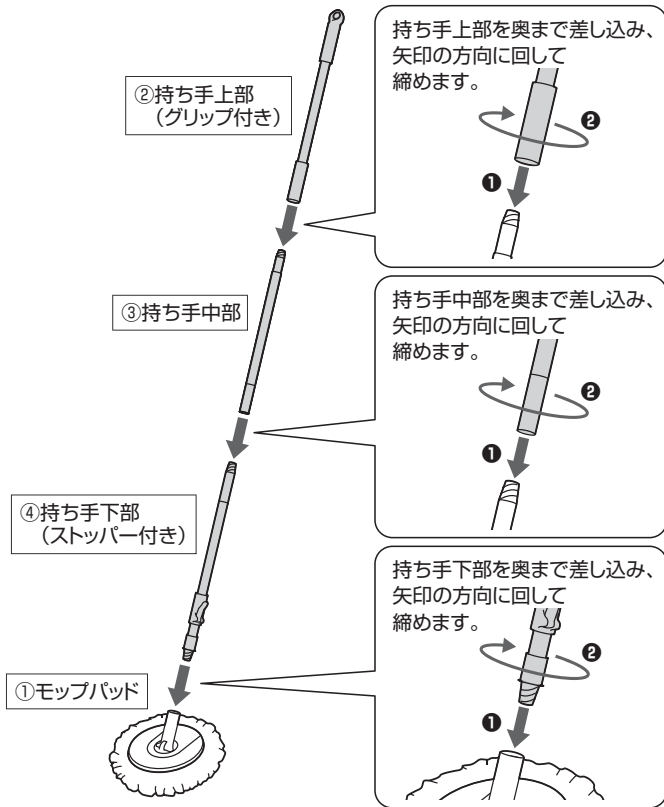 ②持ち手上部
（グリップ付き）
持ち手上部を奥まで差し込み、
矢印の方向に回して
締めます。
❷
❶
③持ち手中部
持ち手中部を奥まで差し込み、
矢印の方向に回して
締めます。
❷
❶
④持ち手下部
（ストッパー付き）
持ち手下部を奥まで差し込み、
矢印の方向に回して
締めます。
❷
❶
①モップパッド